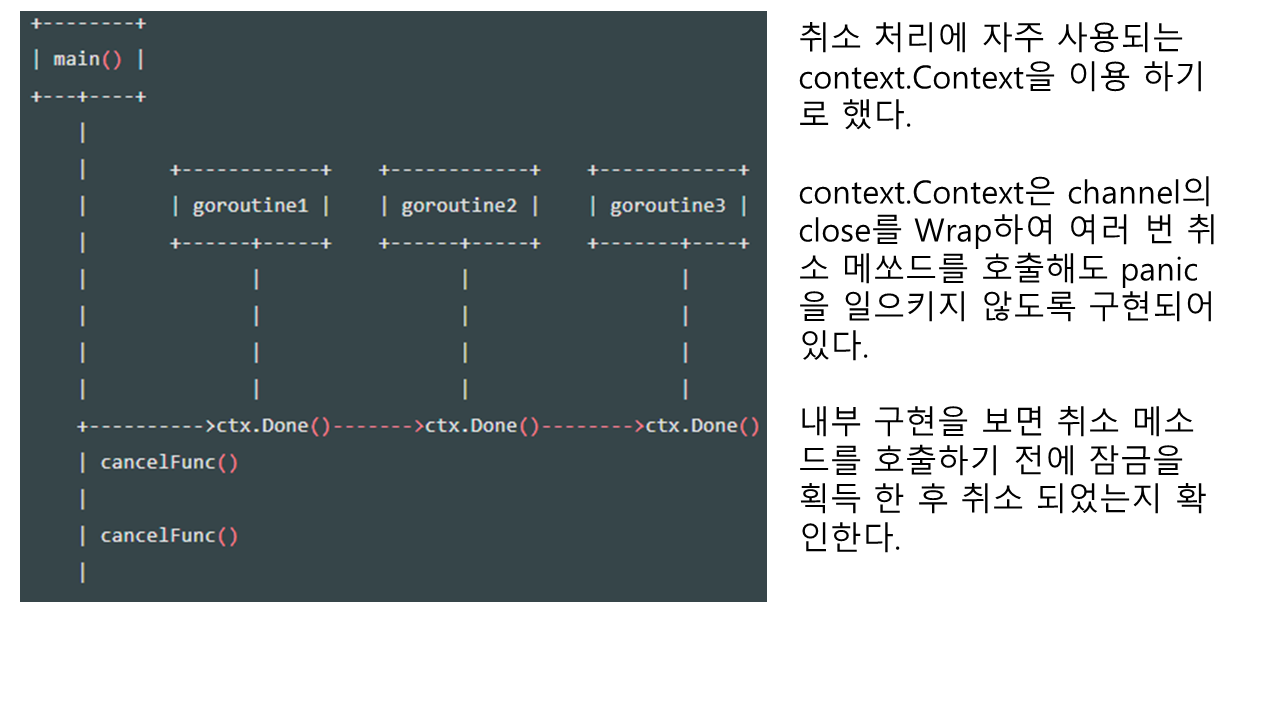 +--------+
| main() |
+---+----+
    |
    |       +------------+    +------------+    +------------+
    |       | goroutine1 |    | goroutine2 |    | goroutine3 |
    |       +------+-----+    +------+-----+    +-------+----+
    |              |                 |                  |
    |              |                 |                  |
    |              |                 |                  |
    |              |                 |                  |
    +---------->ctx.Done()------->ctx.Done()-------->ctx.Done()
    | cancelFunc()
    |
    | cancelFunc()
    |
취소 처리에 자주 사용되는
context.Context을 이용 하기
로 했다.
context.Context은 channel의
close를 Wrap하여 여러 번 취
소 메쏘드를 호출해도 panic
을 일으키지 않도록 구현되어
있다.
내부 구현을 보면 취소 메소
드를 호출하기 전에 잠금을
획득 한 후 취소 되었는지 확
인한다.